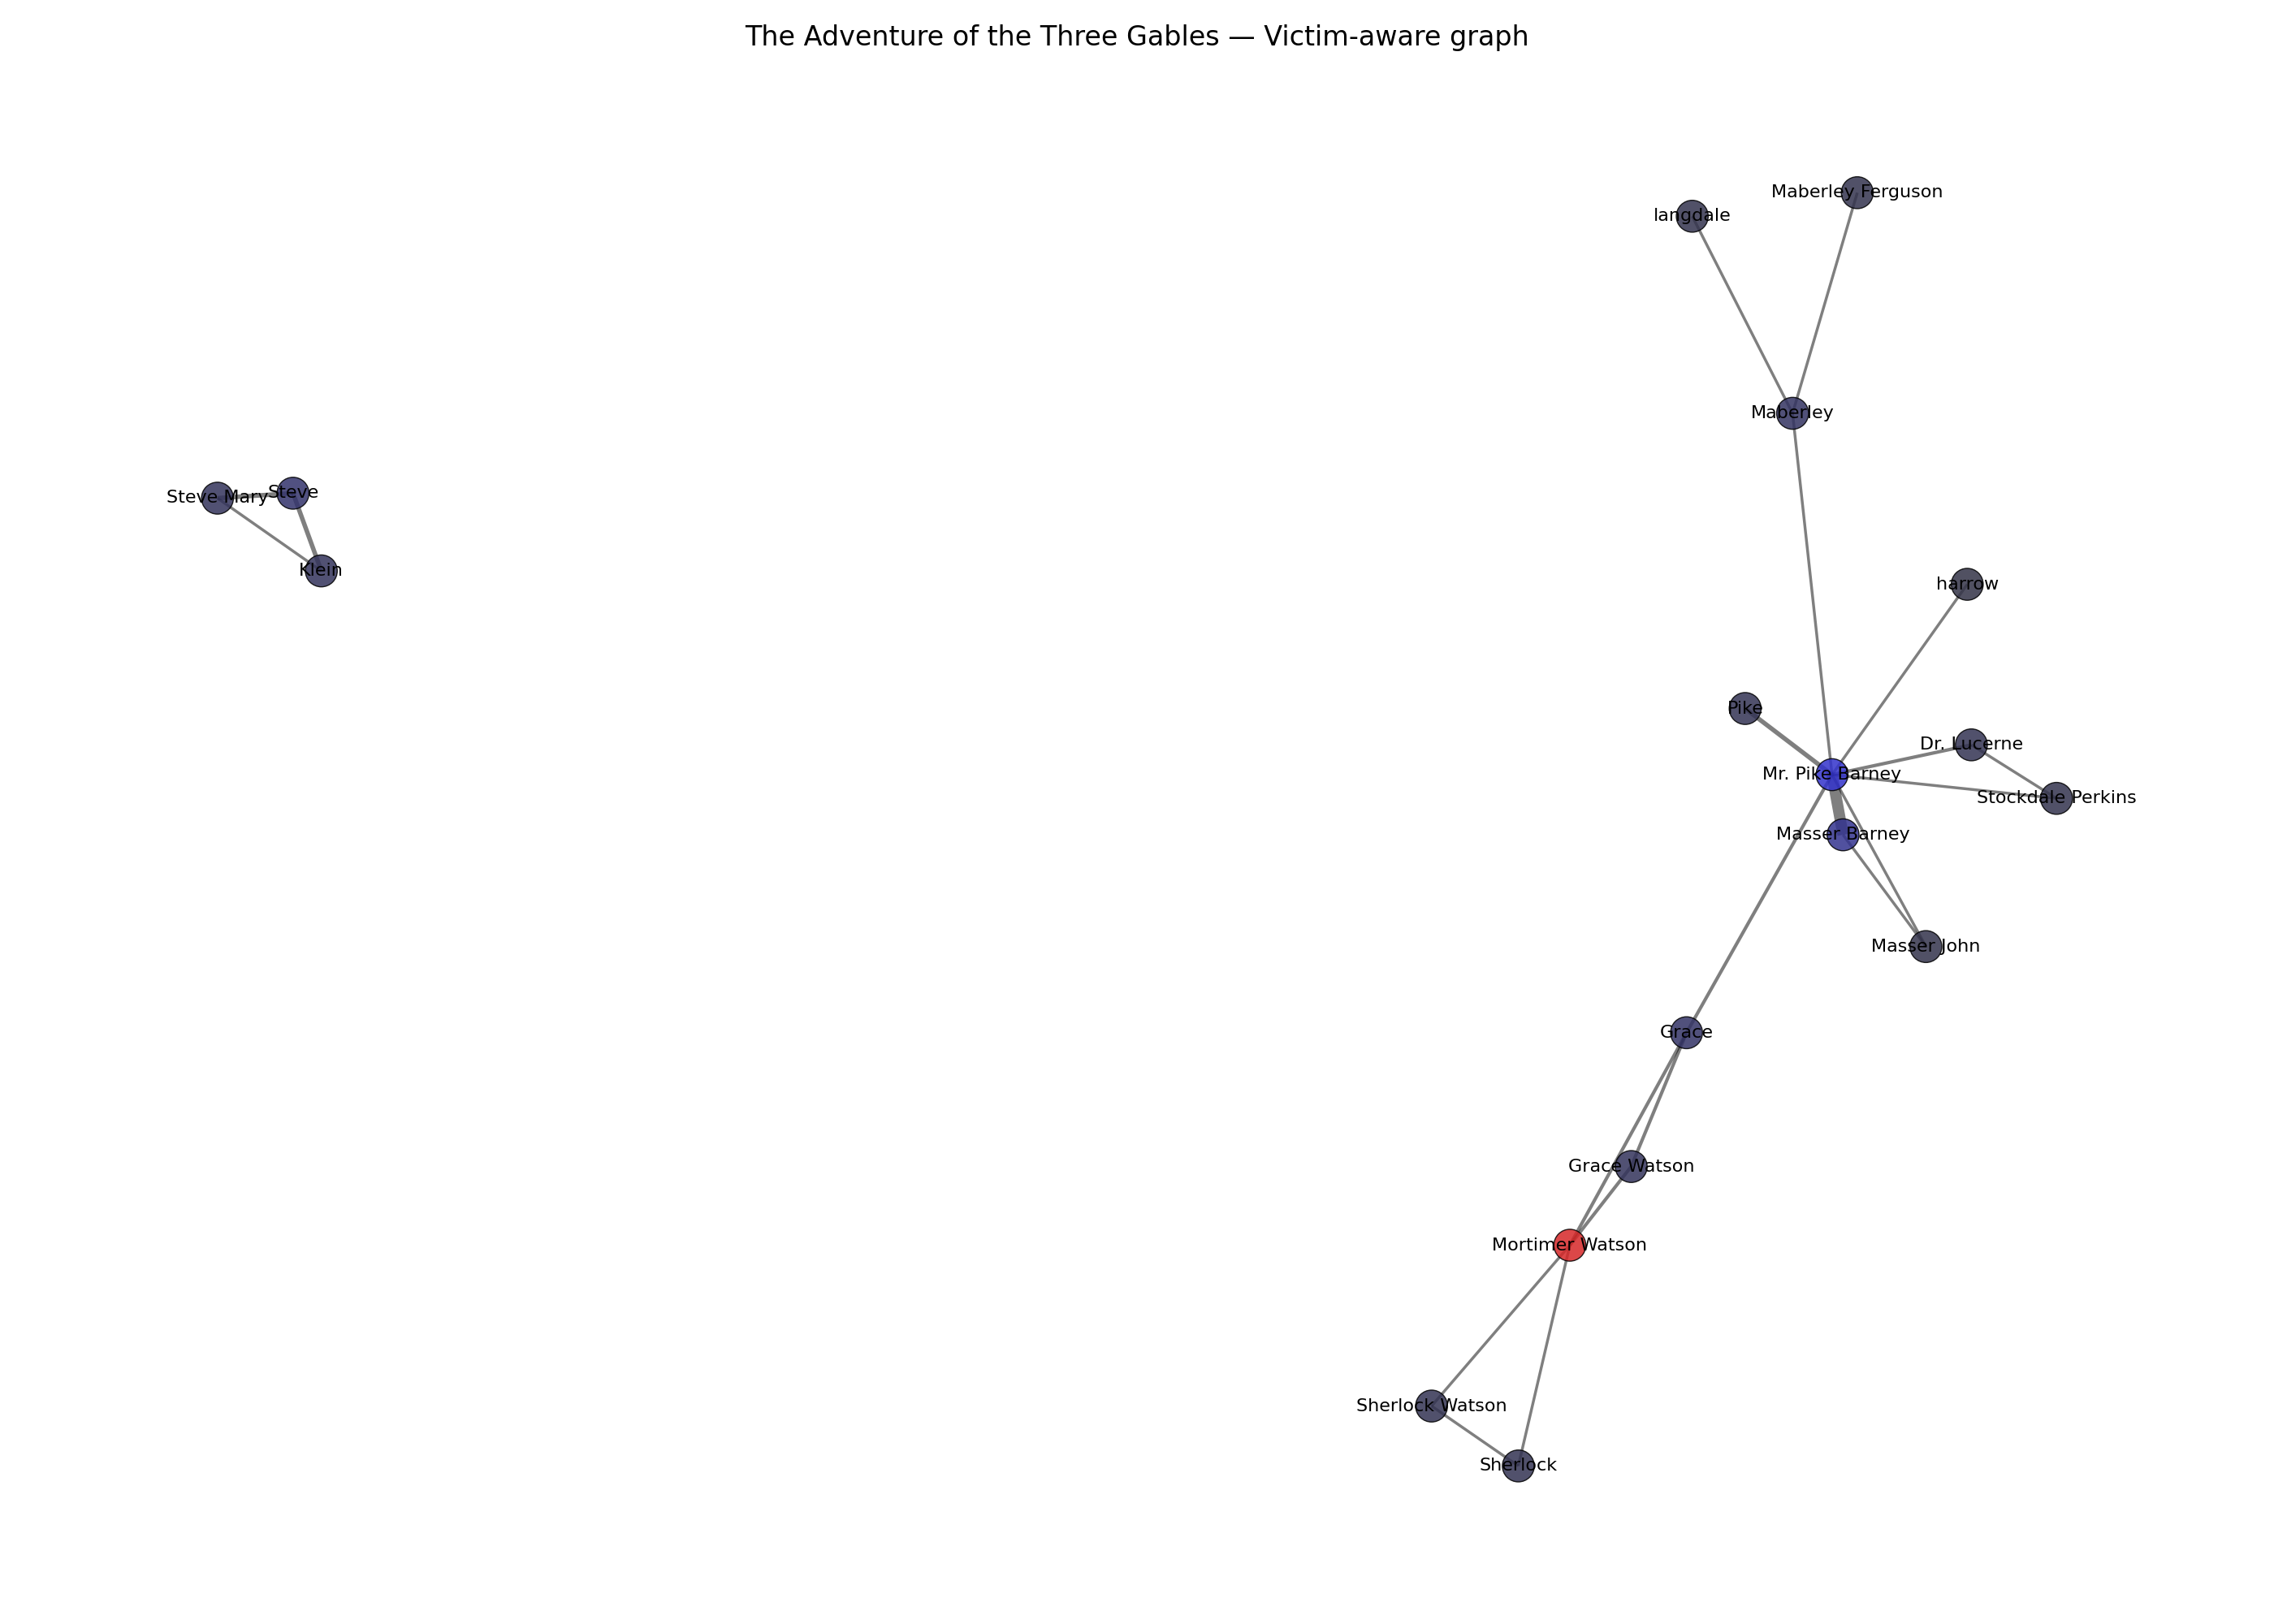 The Adventure of the Three Gables — Victim-aware graph
Maberley Ferguson
langdale
Maberley
Steve Mary
Steve
Klein
harrow
Pike
Dr. Lucerne
Mr. Pike Barney
Stockdale Perkins
Masser Barney
Masser John
Grace
Grace Watson
Mortimer Watson
Sherlock Watson
Sherlock